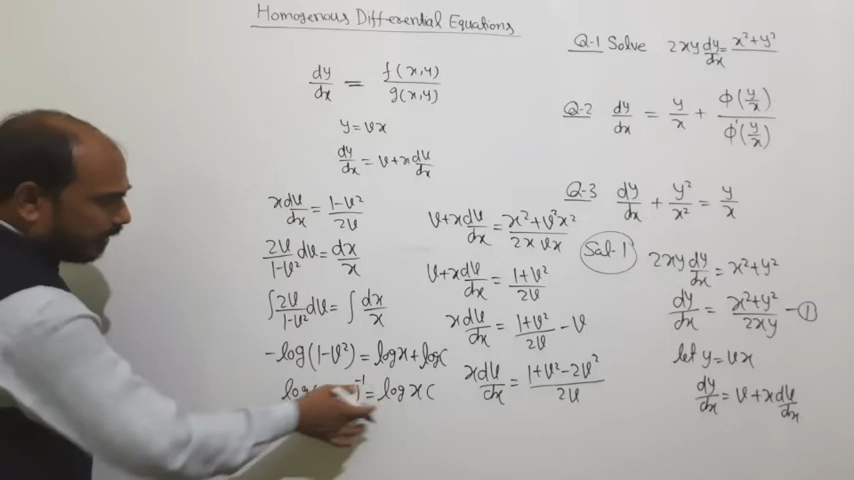 Homogenous Differential Equations
dy/dx = f(x,y)/g(x,y)
y=vx
dy/dx = v+x dv/dx
x dv/dx = 1-v²/2v
2v/1-v² dv = dx/x
∫ 2v/1-v² dv = ∫ dx/x
-log(1-v²) = log x + log c
log( )⁻¹ = log x c
v+x dv/dx = x²+v²x²/2x vx
v+x dv/dx = 1+v²/2v
x dv/dx = 1+v²/2v - v
x dv/dx = 1+v²-2v²/2v
Q-1 Solve 2xy dy/dx = x²+y²
Q-2 dy/dx = y/x + φ(y/x)/φ'(y/x)
Q-3 dy/dx + y²/x² = y/x
Sol-1
2xy dy/dx = x²+y²
dy/dx = x²+y²/2xy - ①
let y=vx
dy/dx = v+x dv/dx